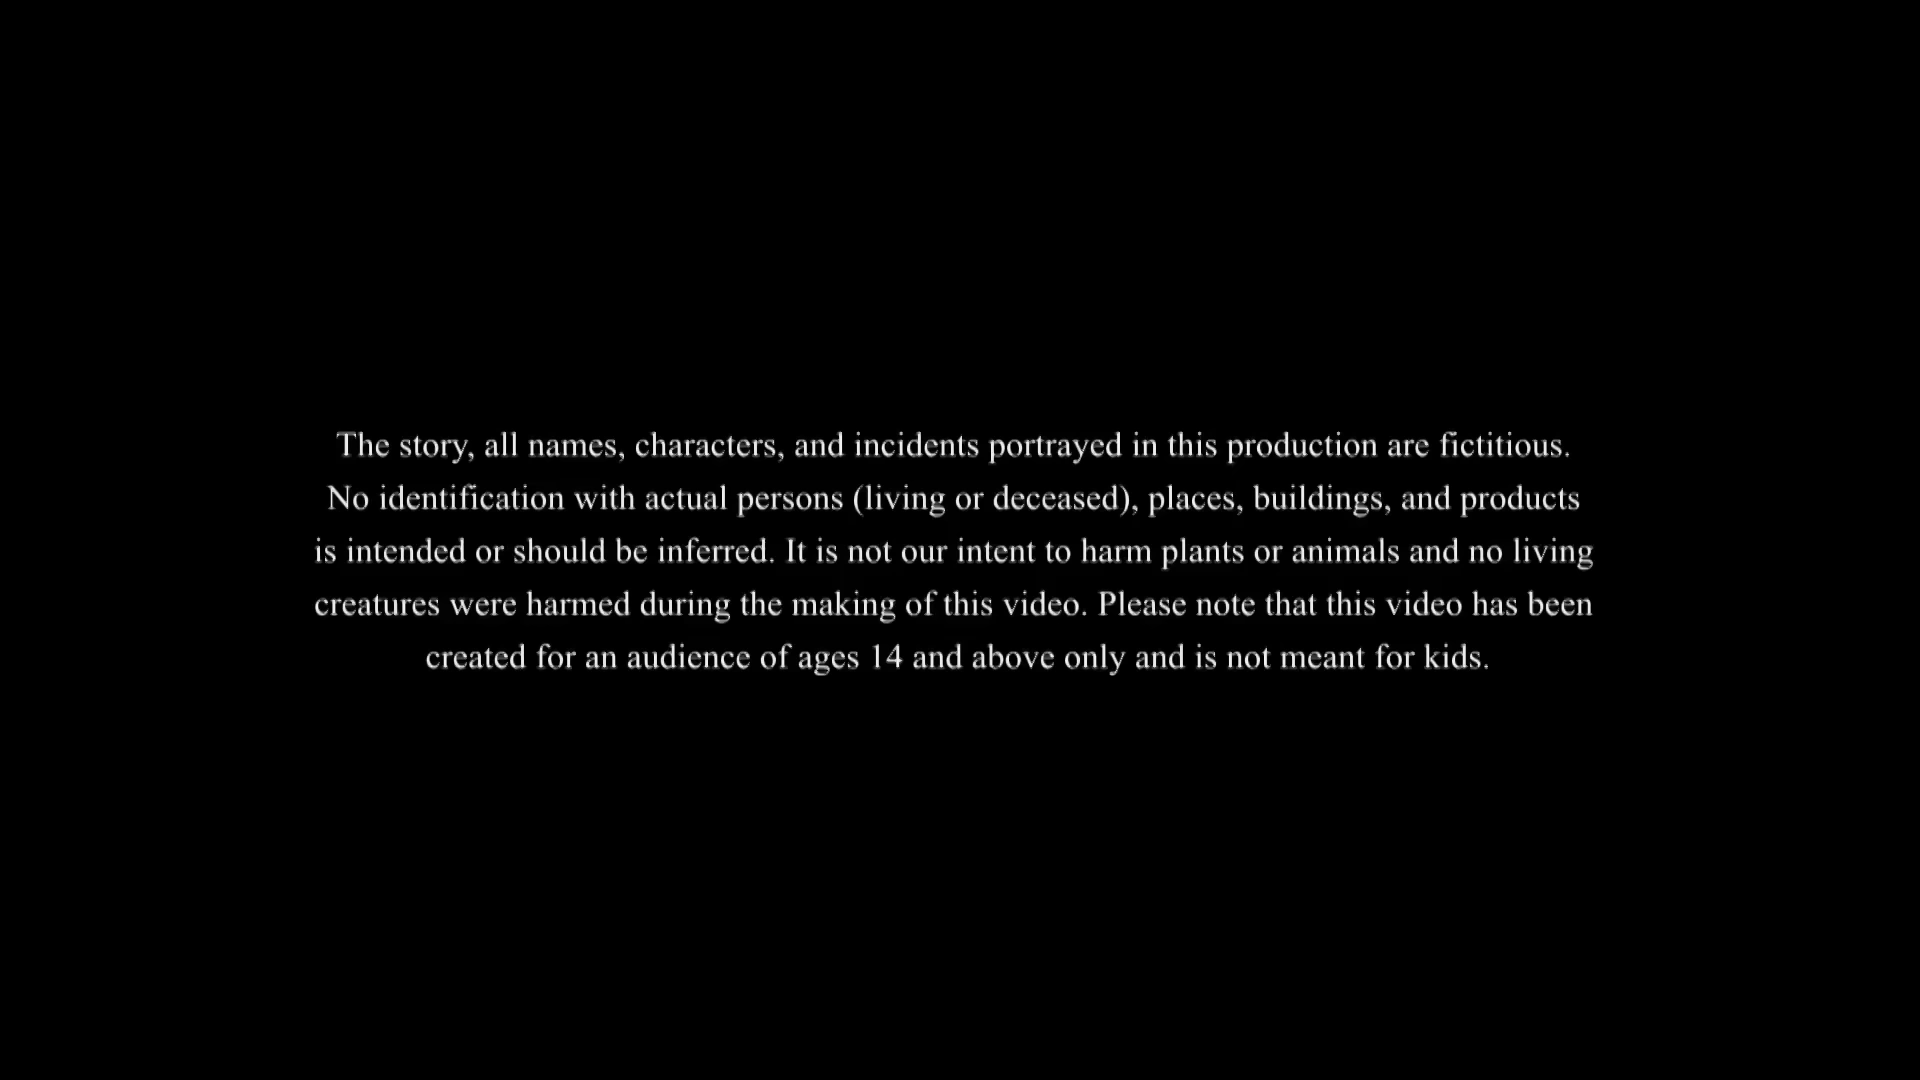 The story, all names, characters, and incidents portrayed in this production are fictitious.
No identification with actual persons (living or deceased), places, buildings, and products
is intended or should be inferred. It is not our intent to harm plants or animals and no living
creatures were harmed during the making of this video. Please note that this video has been
created for an audience of ages 14 and above only and is not meant for kids.